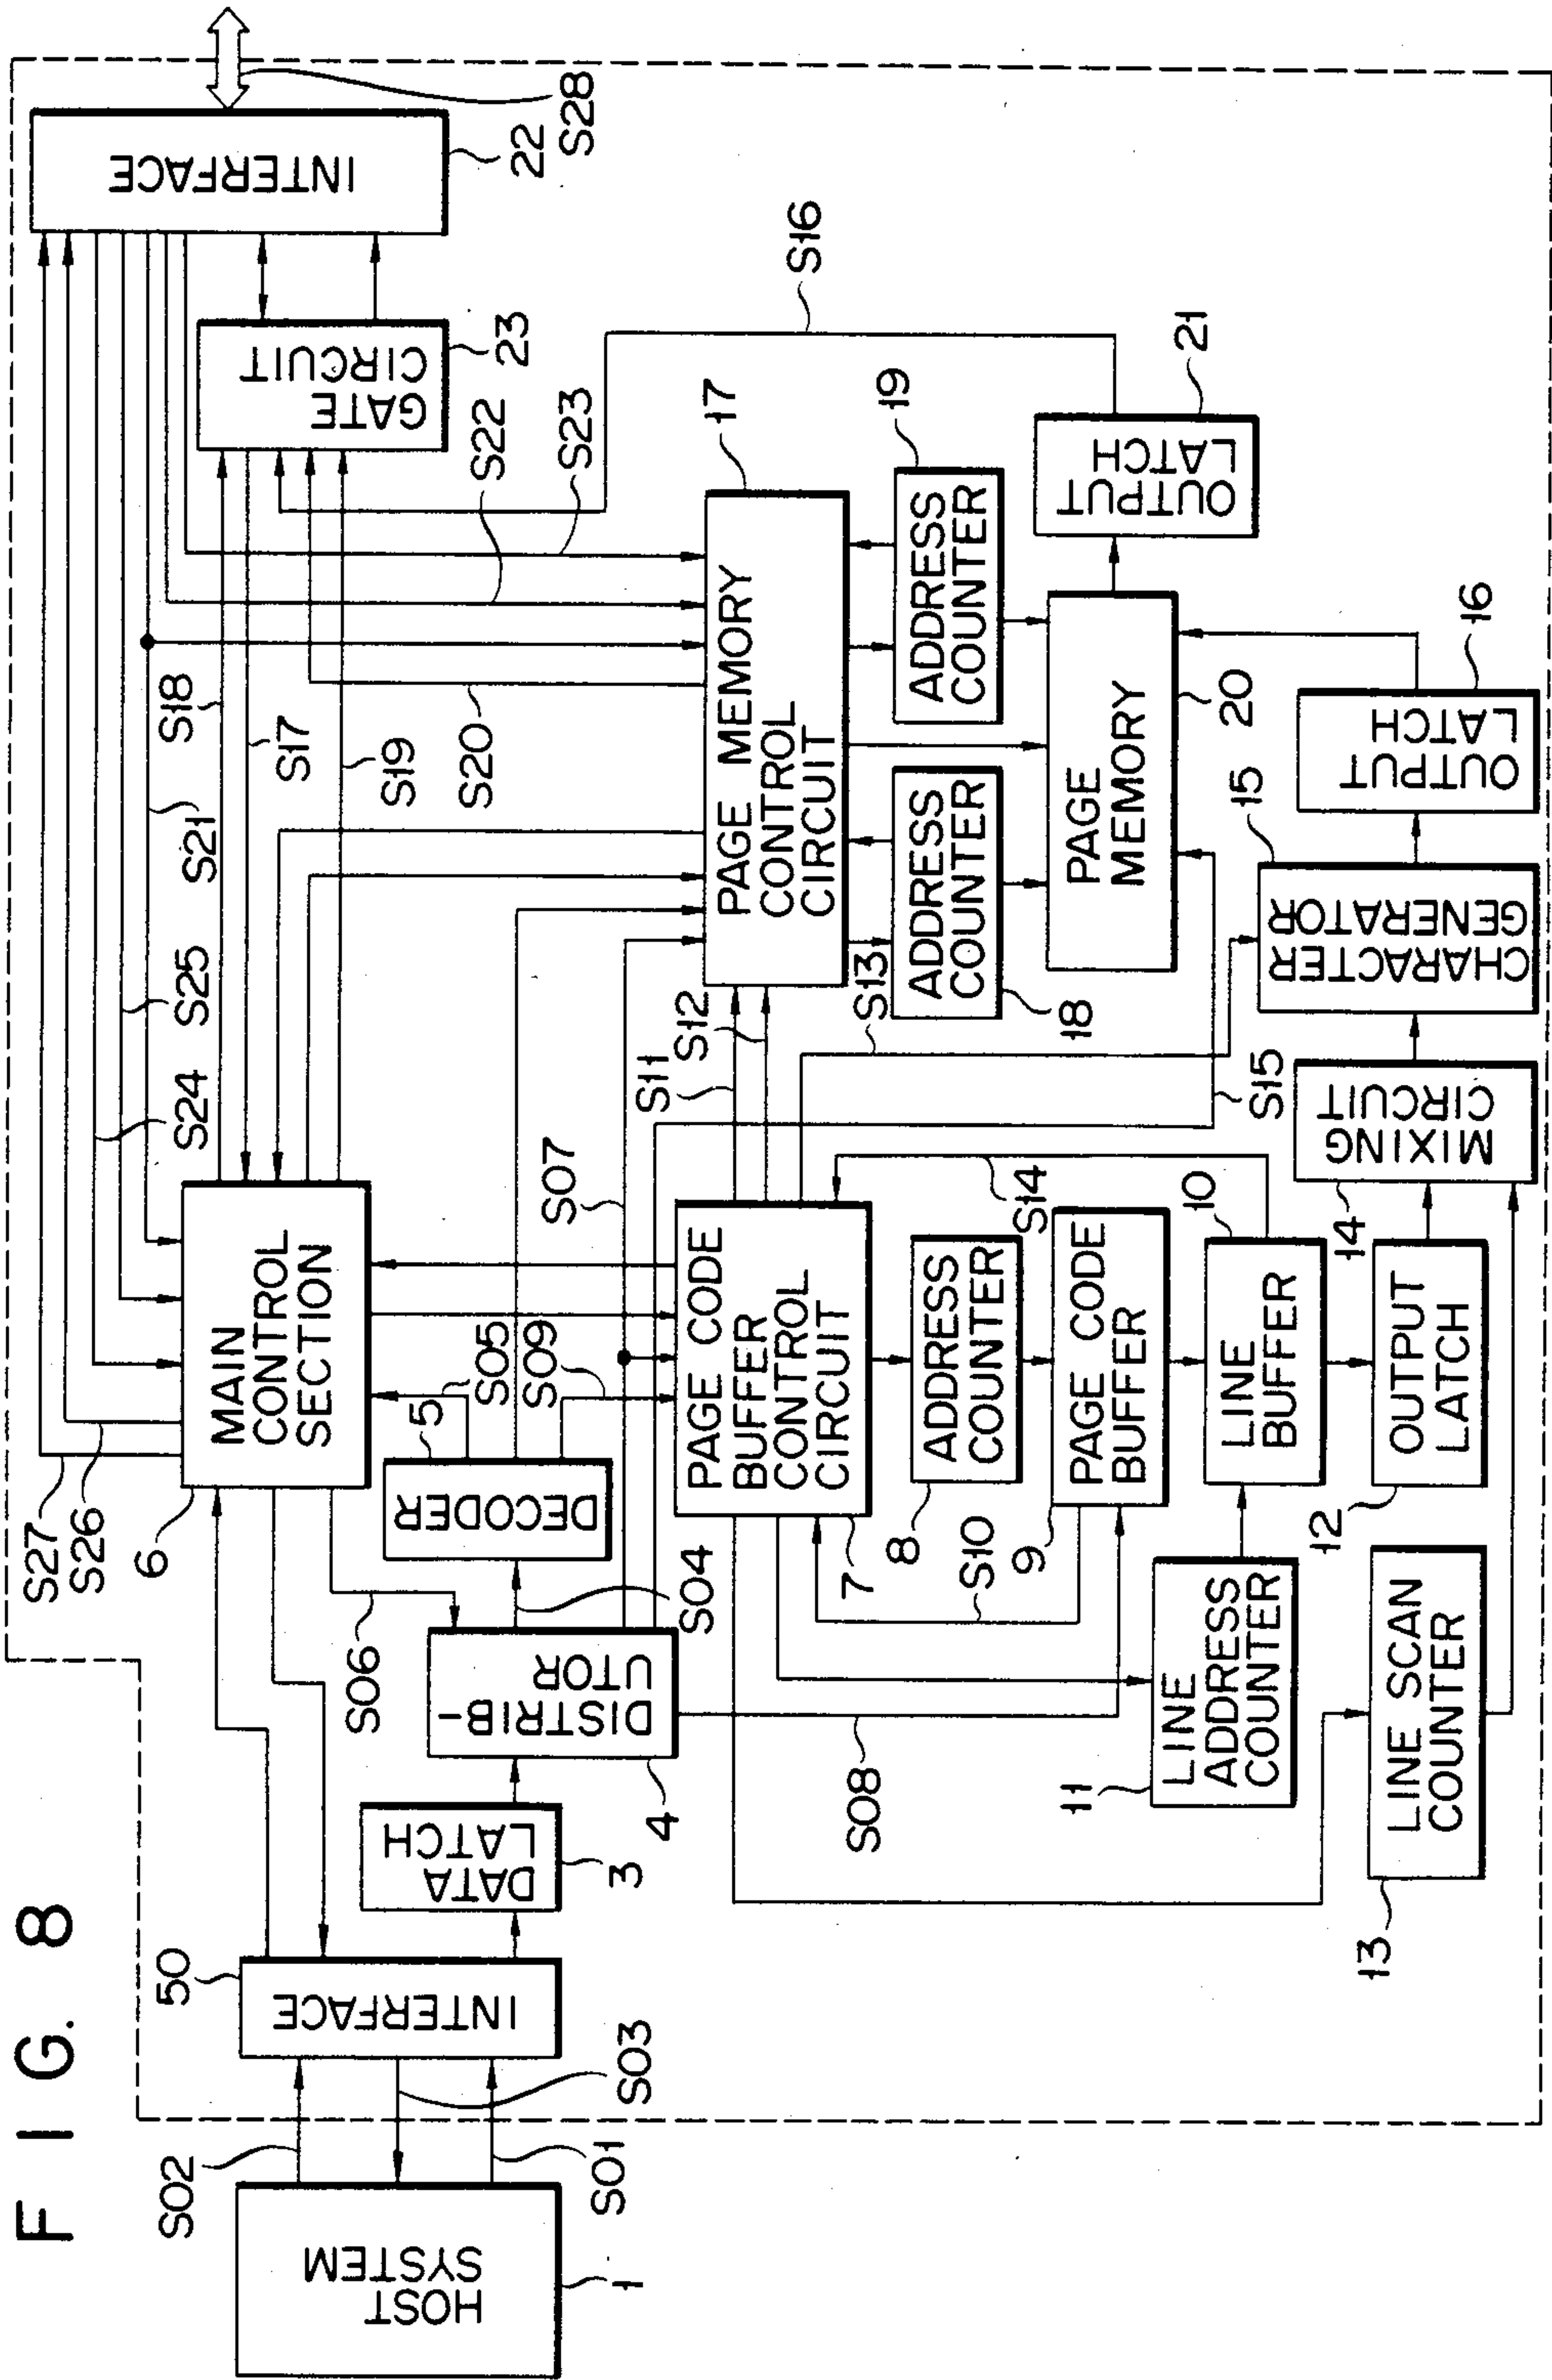 FIG. 8
HOST
SYSTEM
1
S02
S03
S01
INTERFACE
50
DATA
LATCH
3
DISTRIB-
UTOR
4
S04
S06
S08
DECODER
5
S05
S09
S07
MAIN
CONTROL
SECTION
6
S27
S26
S24
S25
S21
S18
S17
S19
S20
S22
S23
GATE
CIRCUIT
23
INTERFACE
22
S28
PAGE CODE
BUFFER
CONTROL
CIRCUIT
7
S10
S11
S12
S13
S14
S15
ADDRESS
COUNTER
8
PAGE CODE
BUFFER
9
LINE
BUFFER
10
LINE
ADDRESS
COUNTER
11
OUTPUT
LATCH
12
LINE SCAN
COUNTER
13
MIXING
CIRCUIT
14
CHARACTER
GENERATOR
15
OUTPUT
LATCH
16
PAGE MEMORY
CONTROL
CIRCUIT
17
ADDRESS
COUNTER
18
ADDRESS
COUNTER
19
PAGE
MEMORY
20
OUTPUT
LATCH
21
S16